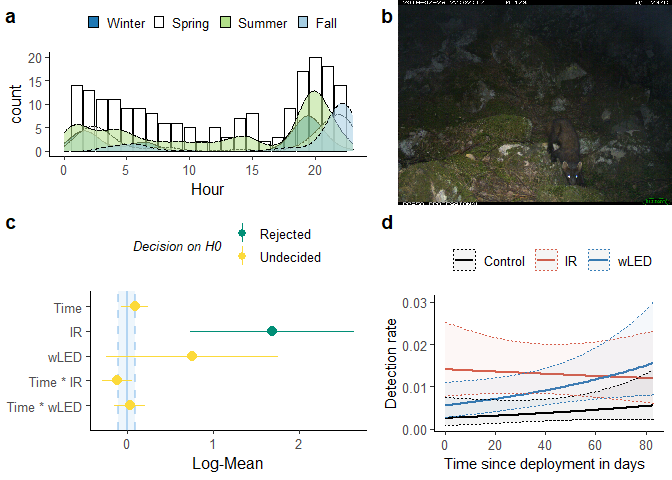 a
Winter Spring Summer Fall
count
20
15
10
5
0
0 5 10 15 20
Hour
b
c
Decision on H0
Rejected
Undecided
Time
IR
wLED
Time * IR
Time * wLED
0 1 2
Log-Mean
d
Control IR wLED
Detection rate
0.03
0.02
0.01
0.00
0 20 40 60 80
Time since deployment in days